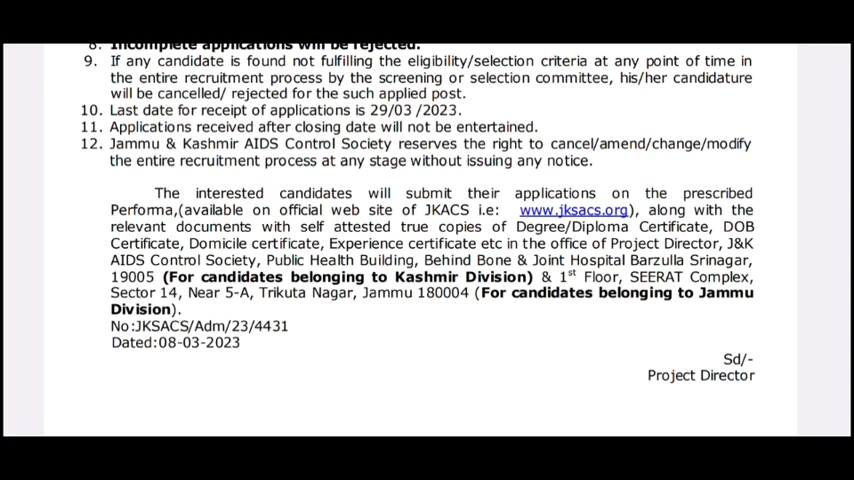 8. Incomplete applications will be rejected.
9. If any candidate is found not fulfilling the eligibility/selection criteria at any point of time in
the entire recruitment process by the screening or selection committee, his/her candidature
will be cancelled/ rejected for the such applied post.
10. Last date for receipt of applications is 29/03 /2023.
11. Applications received after closing date will not be entertained.
12. Jammu & Kashmir AIDS Control Society reserves the right to cancel/amend/change/modify
the entire recruitment process at any stage without issuing any notice.
The interested candidates will submit their applications on the prescribed
Performa,(available on official web site of JKACS i.e: www.jksacs.org), along with the
relevant documents with self attested true copies of Degree/Diploma Certificate, DOB
Certificate, Domicile certificate, Experience certificate etc in the office of Project Director, J&K
AIDS Control Society, Public Health Building, Behind Bone & Joint Hospital Barzulla Srinagar,
19005 (For candidates belonging to Kashmir Division) & 1st Floor, SEERAT Complex,
Sector 14, Near 5-A, Trikuta Nagar, Jammu 180004 (For candidates belonging to Jammu
Division).
No:JKSACS/Adm/23/4431
Dated:08-03-2023
Sd/-
Project Director